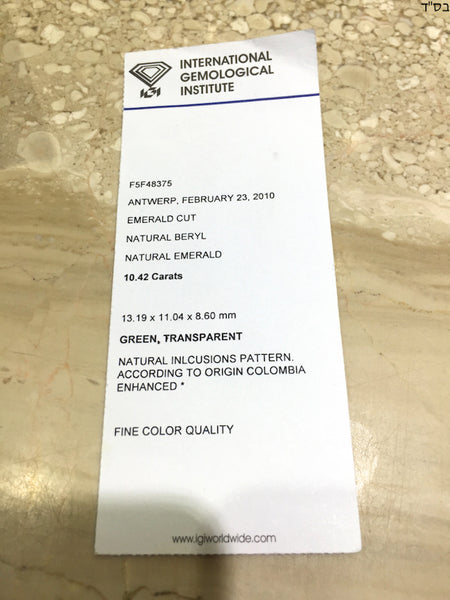 בס"ד
INTERNATIONAL
GEMOLOGICAL
INSTITUTE
IGI
F5F48375
ANTWERP, FEBRUARY 23, 2010
EMERALD CUT
NATURAL BERYL
NATURAL EMERALD
10.42 Carats
13.19 x 11.04 x 8.60 mm
GREEN, TRANSPARENT
NATURAL INLCUSIONS PATTERN.
ACCORDING TO ORIGIN COLOMBIA
ENHANCED *
FINE COLOR QUALITY
www.igiworldwide.com